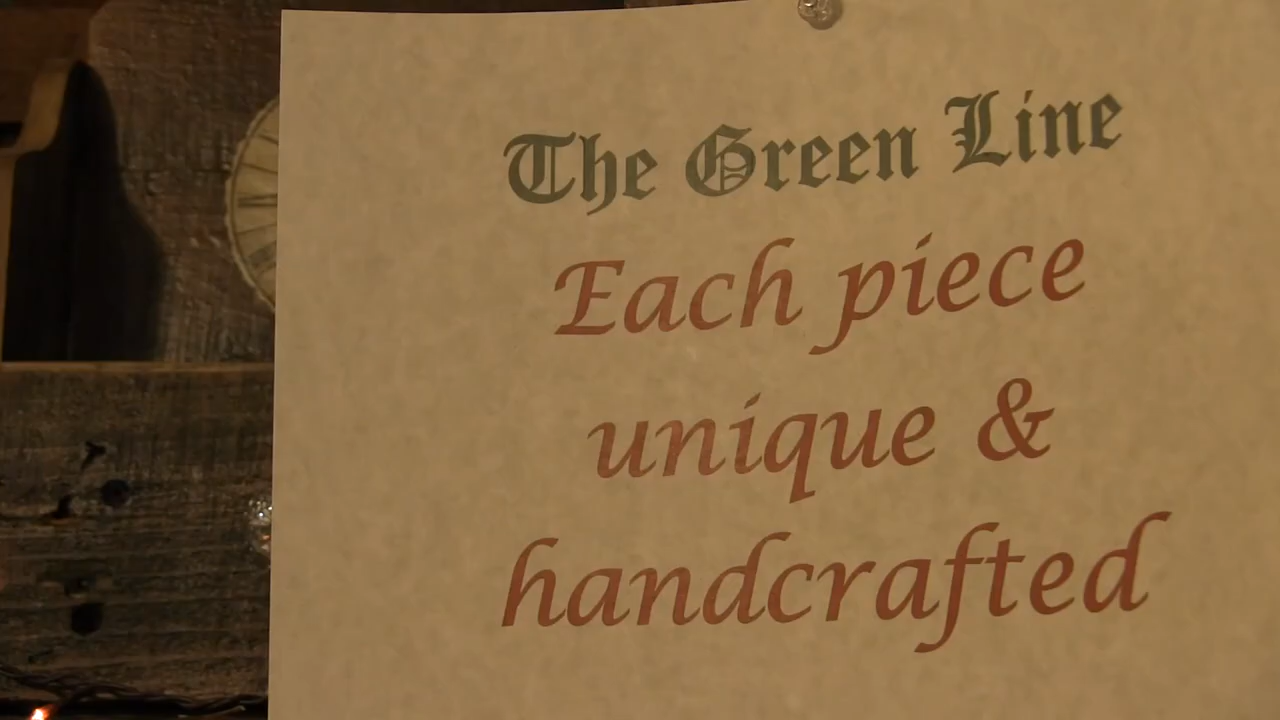 The Green Line
Each piece
unique &
handcrafted